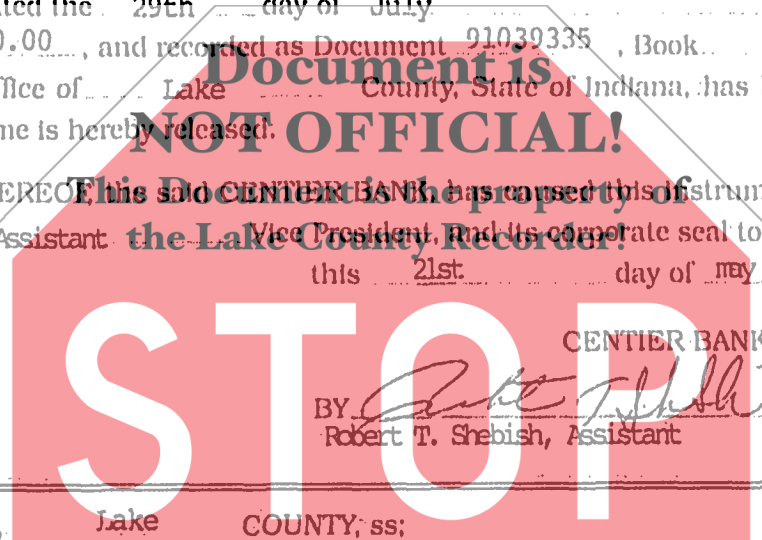 ated the 29th day of July
0.00 , and recorded as Document 91039335 , Book
Document is
ffice of Lake County, State of Indiana, has
NOT OFFICIAL!
me is hereby released.
EREOF, the said CENTIER BANK, has caused this instrum
This Document is the property of
Assistant Vice President, and its corporate seal to
the Lake County Recorder!
this 21st day of may
STOP
CENTIER BANK
BY
Robert T. Shebish, Assistant
Lake COUNTY, ss: